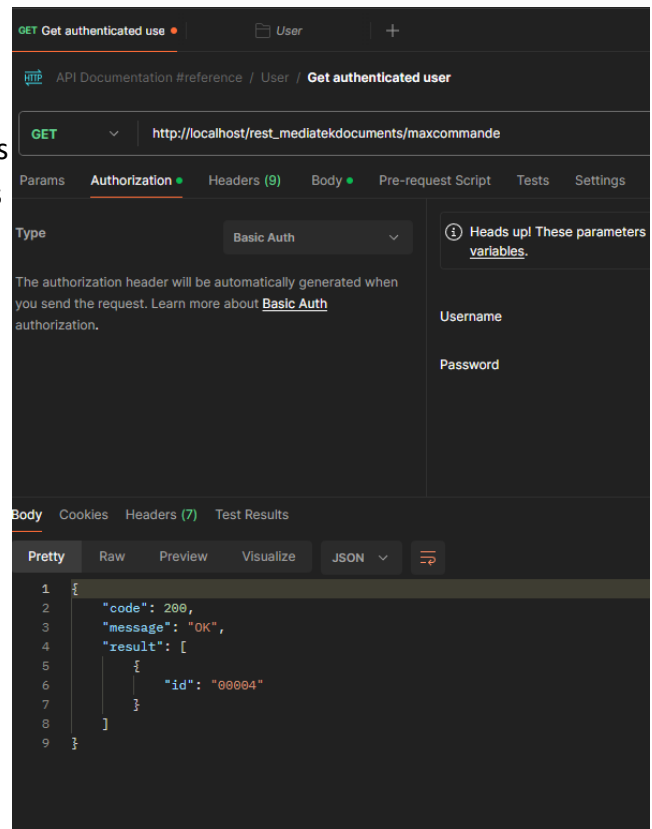 GET Get authenticated use
User
API Documentation #reference / User / Get authenticated user
GET http://localhost/rest_mediatekdocuments/maxcommande
s
s
Params Authorization Headers (9) Body Pre-request Script Tests Settings
Type
Basic Auth
Heads up! These parameters
variables.
The authorization header will be automatically generated when
you send the request. Learn more about Basic Auth
authorization.
Username
Password
Body Cookies Headers (7) Test Results
Pretty Raw Preview Visualize JSON
1 {
2 "code": 200,
3 "message": "OK",
4 "result": [
5 {
6 "id": "00004"
7 }
8 ]
9 }